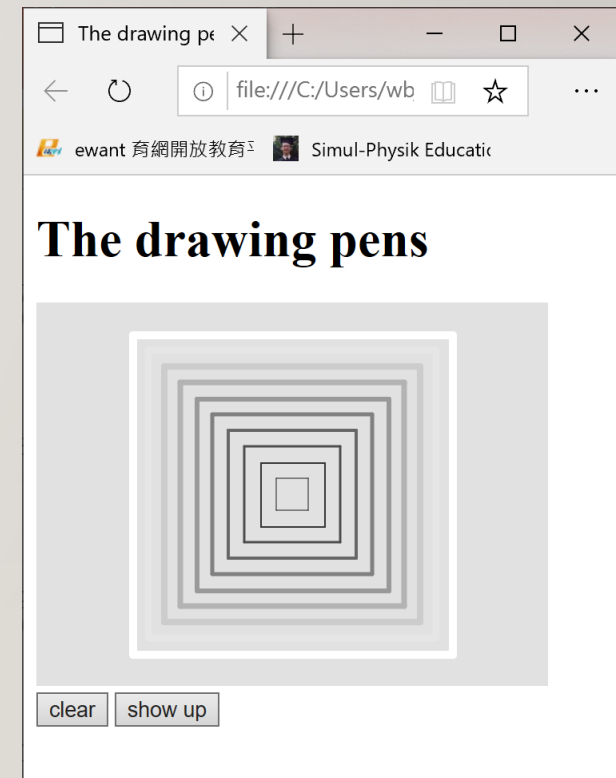 The drawing pe
file:///C:/Users/wb
ewant 育網開放教育 Simul-Physik Educatic
The drawing pens
clear show up